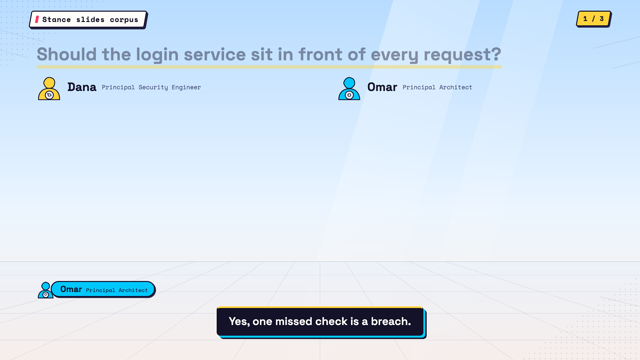 Stance slides corpus
1 / 3
Should the login service sit in front of every request?
Dana Principal Security Engineer
Omar Principal Architect
Omar Principal Architect
Yes, one missed check is a breach.